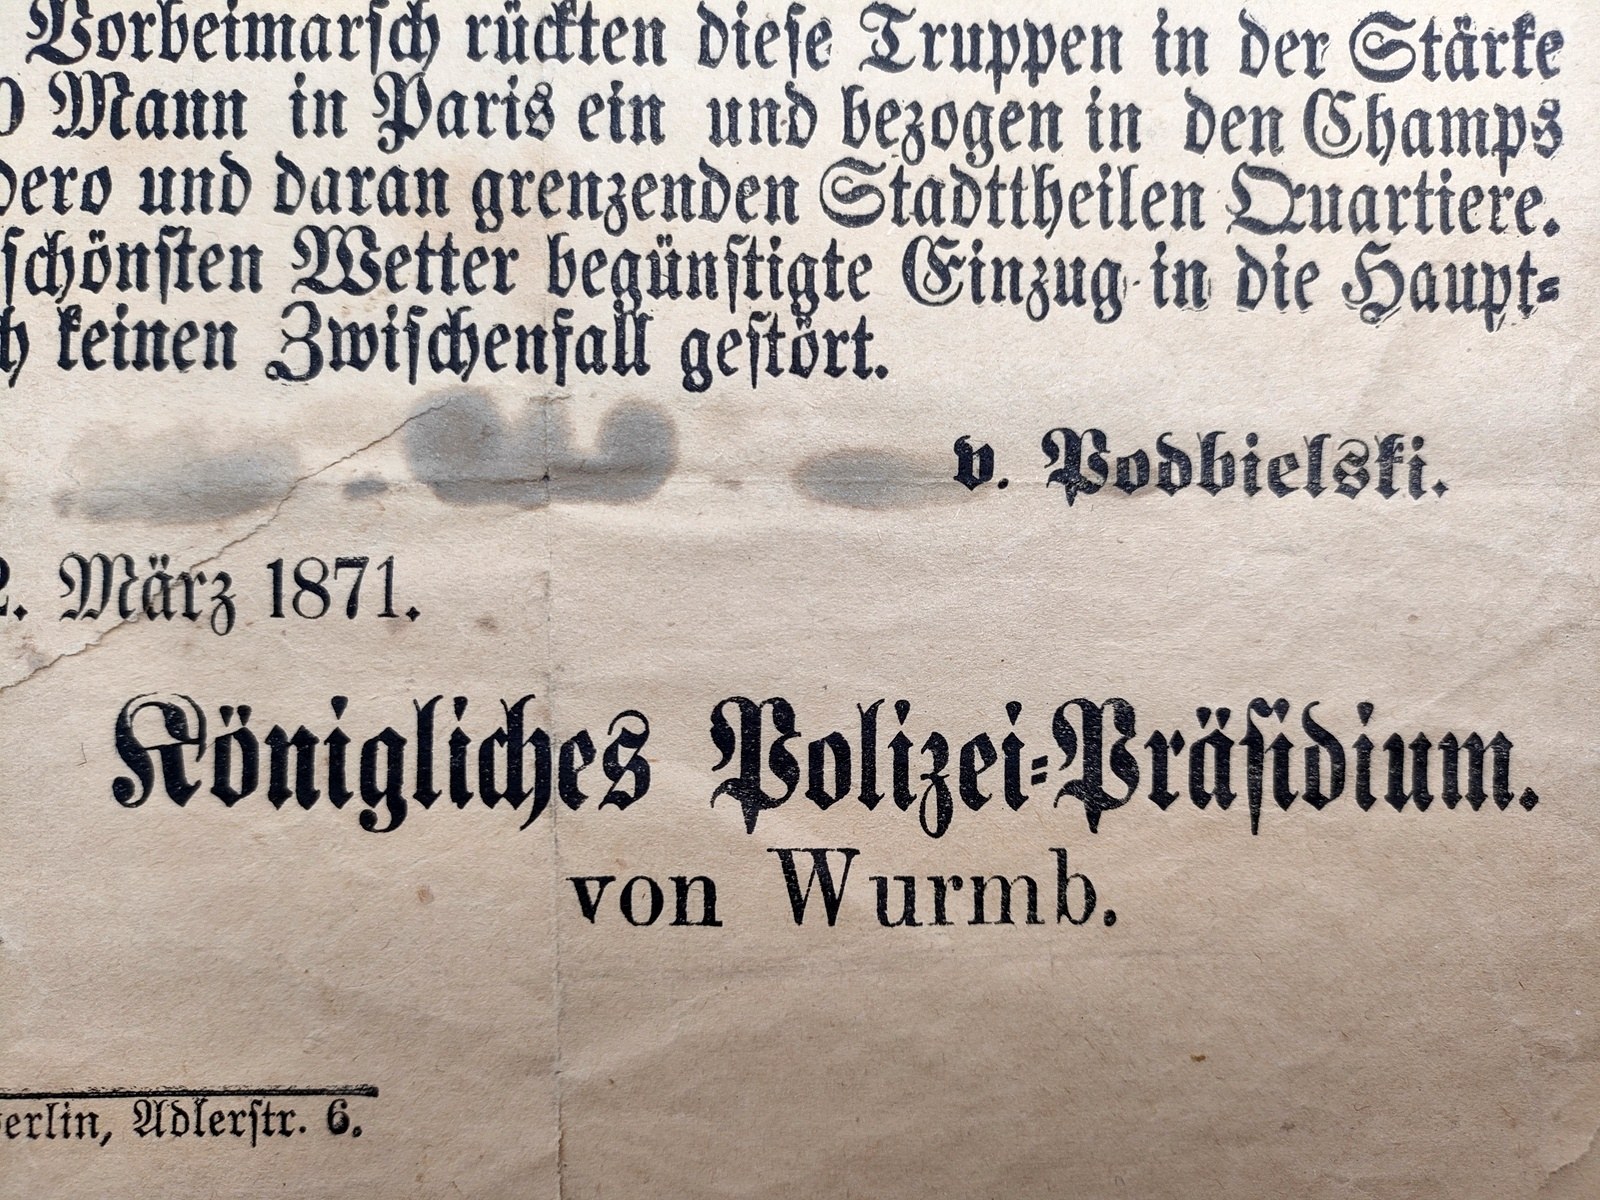 Vorbeimarsch rückten diese Truppen in der Stärke
0 Mann in Paris ein und bezogen in den Champs
dero und daran grenzenden Stadttheilen Quartiere.
schönsten Wetter begünstigte Einzug in die Haupt=
h keinen Zwischenfall gestört.
v. Podbielski.
2. März 1871.
Königliches Polizei=Präsidium.
von Wurmb.
erlin, Adlerstr. 6.